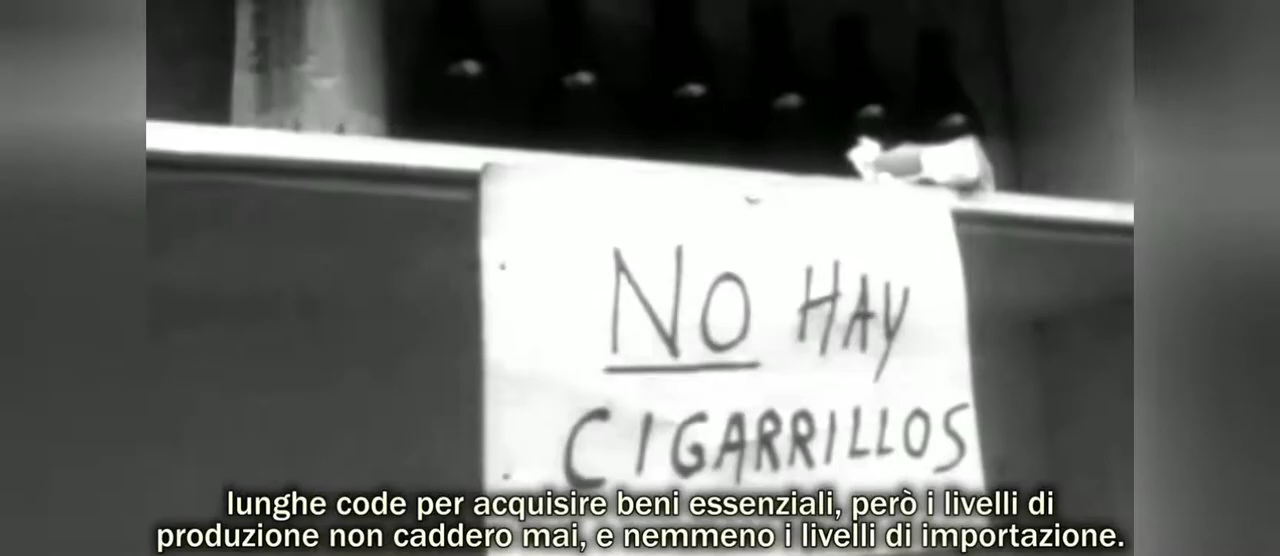 NO HAY
CIGARRILLOS
lunghe code per acquisire beni essenziali, però i livelli di
produzione non caddero mai, e nemmeno i livelli di importazione.